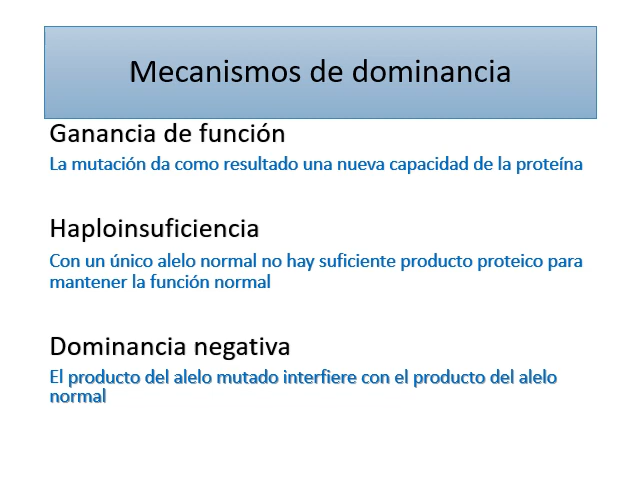 Mecanismos de dominancia
Ganancia de función
La mutación da como resultado una nueva capacidad de la proteína
Haploinsuficiencia
Con un único alelo normal no hay suficiente producto proteico para
mantener la función normal
Dominancia negativa
El producto del alelo mutado interfiere con el producto del alelo
normal